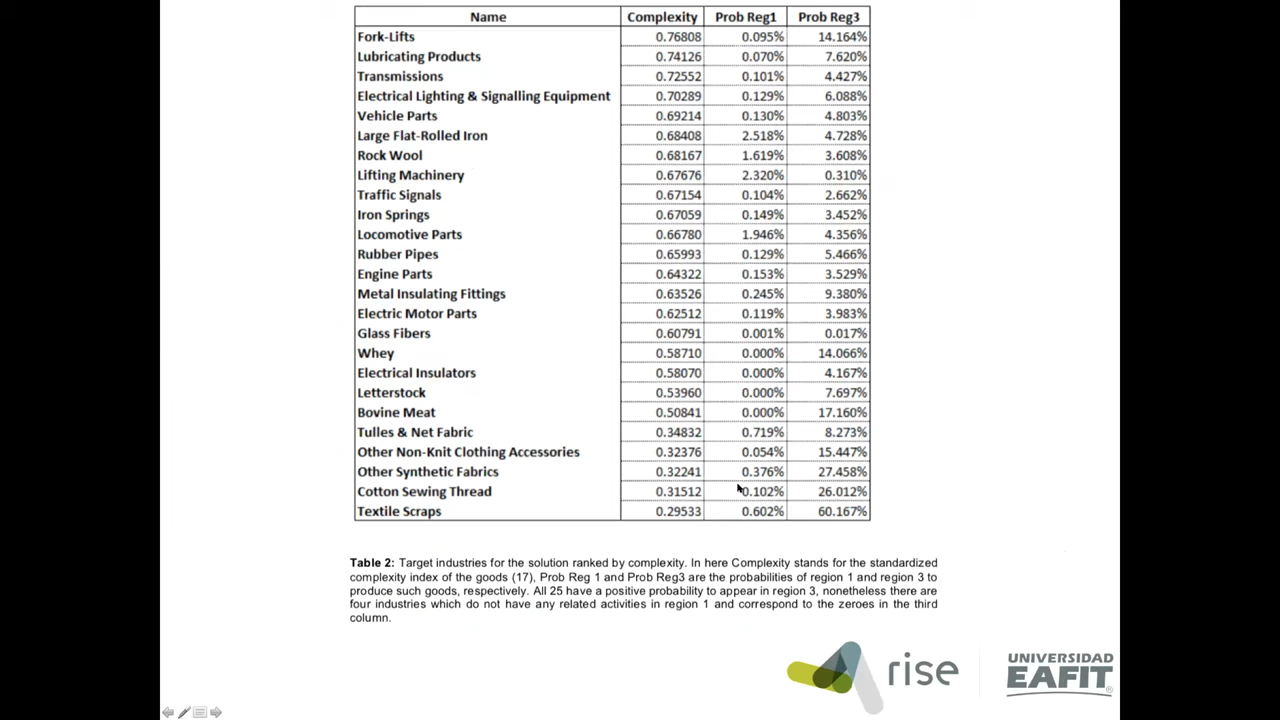 Name Complexity Prob Reg1 Prob Reg3
Fork-Lifts 0.76808 0.095% 14.164%
Lubricating Products 0.74126 0.070% 7.620%
Transmissions 0.72552 0.101% 4.427%
Electrical Lighting & Signalling Equipment 0.70289 0.129% 6.088%
Vehicle Parts 0.69214 0.130% 4.803%
Large Flat-Rolled Iron 0.68408 2.518% 4.728%
Rock Wool 0.68167 1.619% 3.608%
Lifting Machinery 0.67676 2.320% 0.310%
Traffic Signals 0.67154 0.104% 2.662%
Iron Springs 0.67059 0.149% 3.452%
Locomotive Parts 0.66780 1.946% 4.356%
Rubber Pipes 0.65993 0.129% 5.466%
Engine Parts 0.64322 0.153% 3.529%
Metal Insulating Fittings 0.63526 0.245% 9.380%
Electric Motor Parts 0.62512 0.119% 3.983%
Glass Fibers 0.60791 0.001% 0.017%
Whey 0.58710 0.000% 14.066%
Electrical Insulators 0.58070 0.000% 4.167%
Letterstock 0.53960 0.000% 7.697%
Bovine Meat 0.50841 0.000% 17.160%
Tulles & Net Fabric 0.34832 0.719% 8.273%
Other Non-Knit Clothing Accessories 0.32376 0.054% 15.447%
Other Synthetic Fabrics 0.32241 0.376% 27.458%
Cotton Sewing Thread 0.31512 0.102% 26.012%
Textile Scraps 0.29533 0.602% 60.167%
Table 2: Target industries for the solution ranked by complexity. In here Complexity stands for the standardized
complexity index of the goods (17), Prob Reg 1 and Prob Reg3 are the probabilities of region 1 and region 3 to
produce such goods, respectively. All 25 have a positive probability to appear in region 3, nonetheless there are
four industries which do not have any related activities in region 1 and correspond to the zeroes in the third
column.
rise
UNIVERSIDAD
EAFIT®